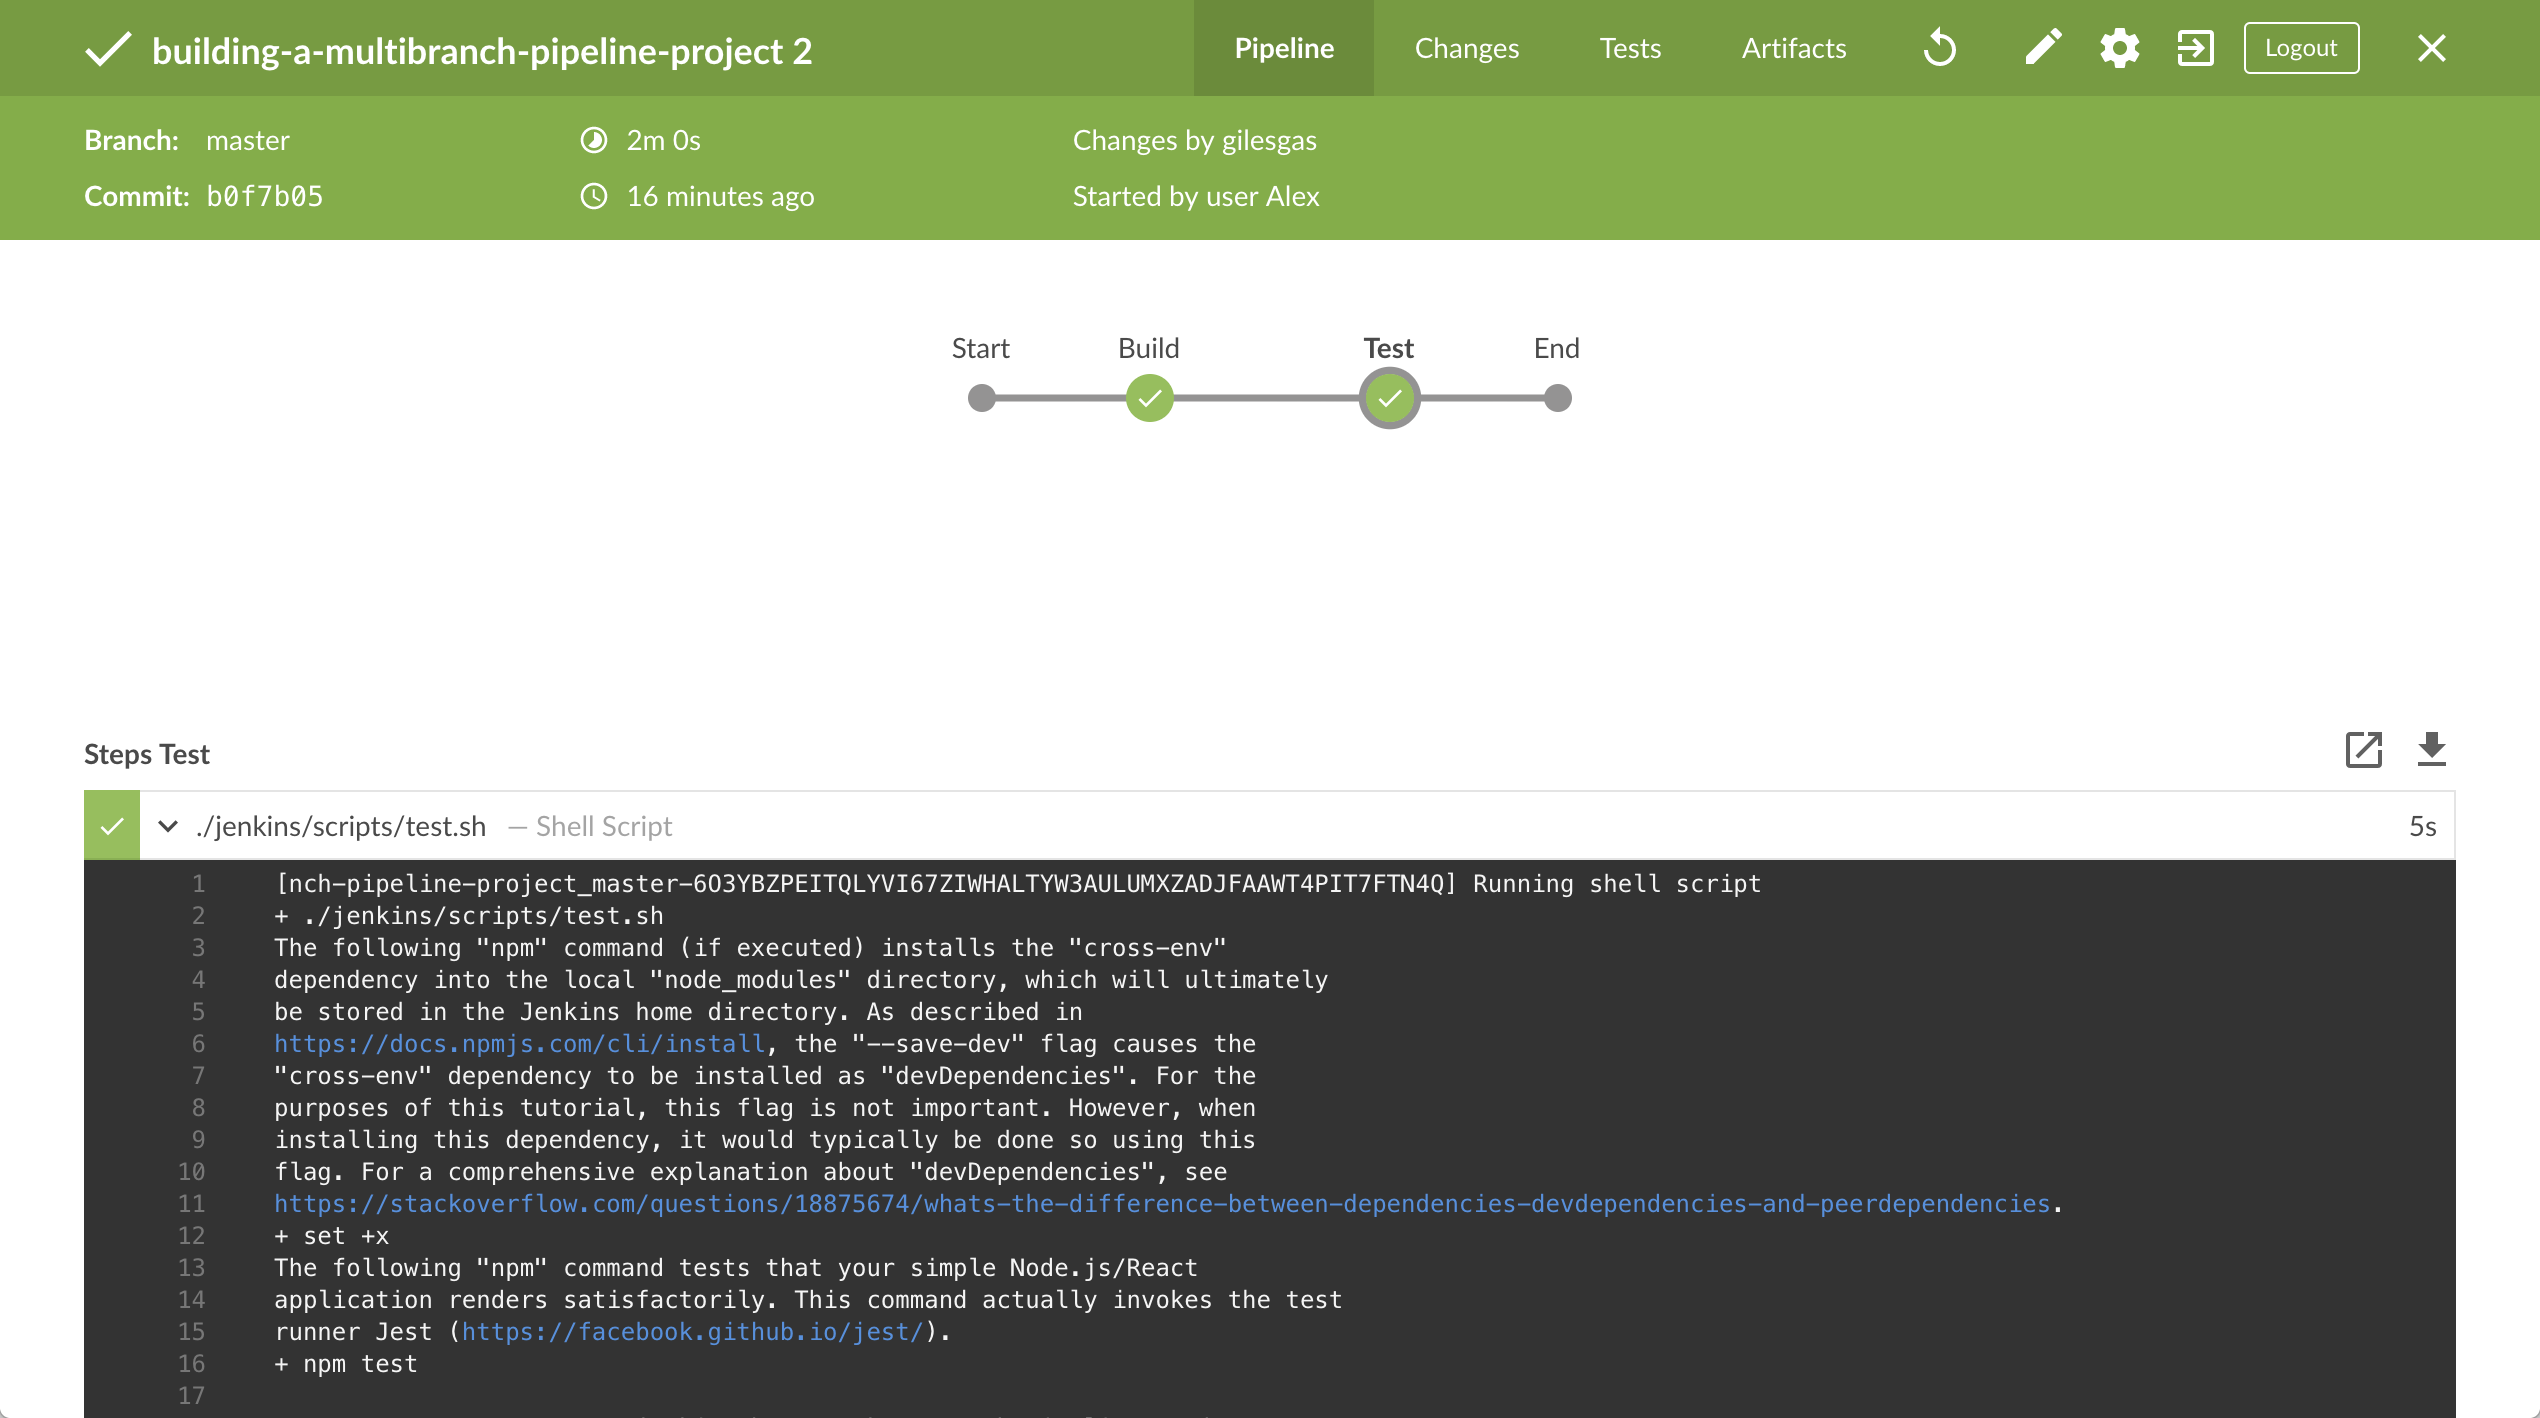 building-a-multibranch-pipeline-project 2
Pipeline
Changes
Tests
Artifacts
Logout
Branch: master
2m 0s
Changes by gilesgas
Commit: b0f7b05
16 minutes ago
Started by user Alex
Start
Build
Test
End
Steps Test
./jenkins/scripts/test.sh — Shell Script
5s
1 [nch-pipeline-project_master-6O3YBZPEITQLYVI67ZIWHALTYW3AULUMXZADJFAAWT4PIT7FTN4Q] Running shell script
2 + ./jenkins/scripts/test.sh
3 The following "npm" command (if executed) installs the "cross-env"
4 dependency into the local "node_modules" directory, which will ultimately
5 be stored in the Jenkins home directory. As described in
6 https://docs.npmjs.com/cli/install, the "--save-dev" flag causes the
7 "cross-env" dependency to be installed as "devDependencies". For the
8 purposes of this tutorial, this flag is not important. However, when
9 installing this dependency, it would typically be done so using this
10 flag. For a comprehensive explanation about "devDependencies", see
11 https://stackoverflow.com/questions/18875674/whats-the-difference-between-dependencies-devdependencies-and-peerdependencies.
12 + set +x
13 The following "npm" command tests that your simple Node.js/React
14 application renders satisfactorily. This command actually invokes the test
15 runner Jest (https://facebook.github.io/jest/).
16 + npm test
17